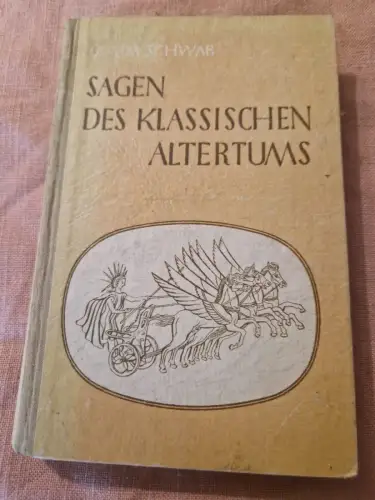 SCHWAB
SAGEN
DES KLASSISCHEN
ALTERTUMS